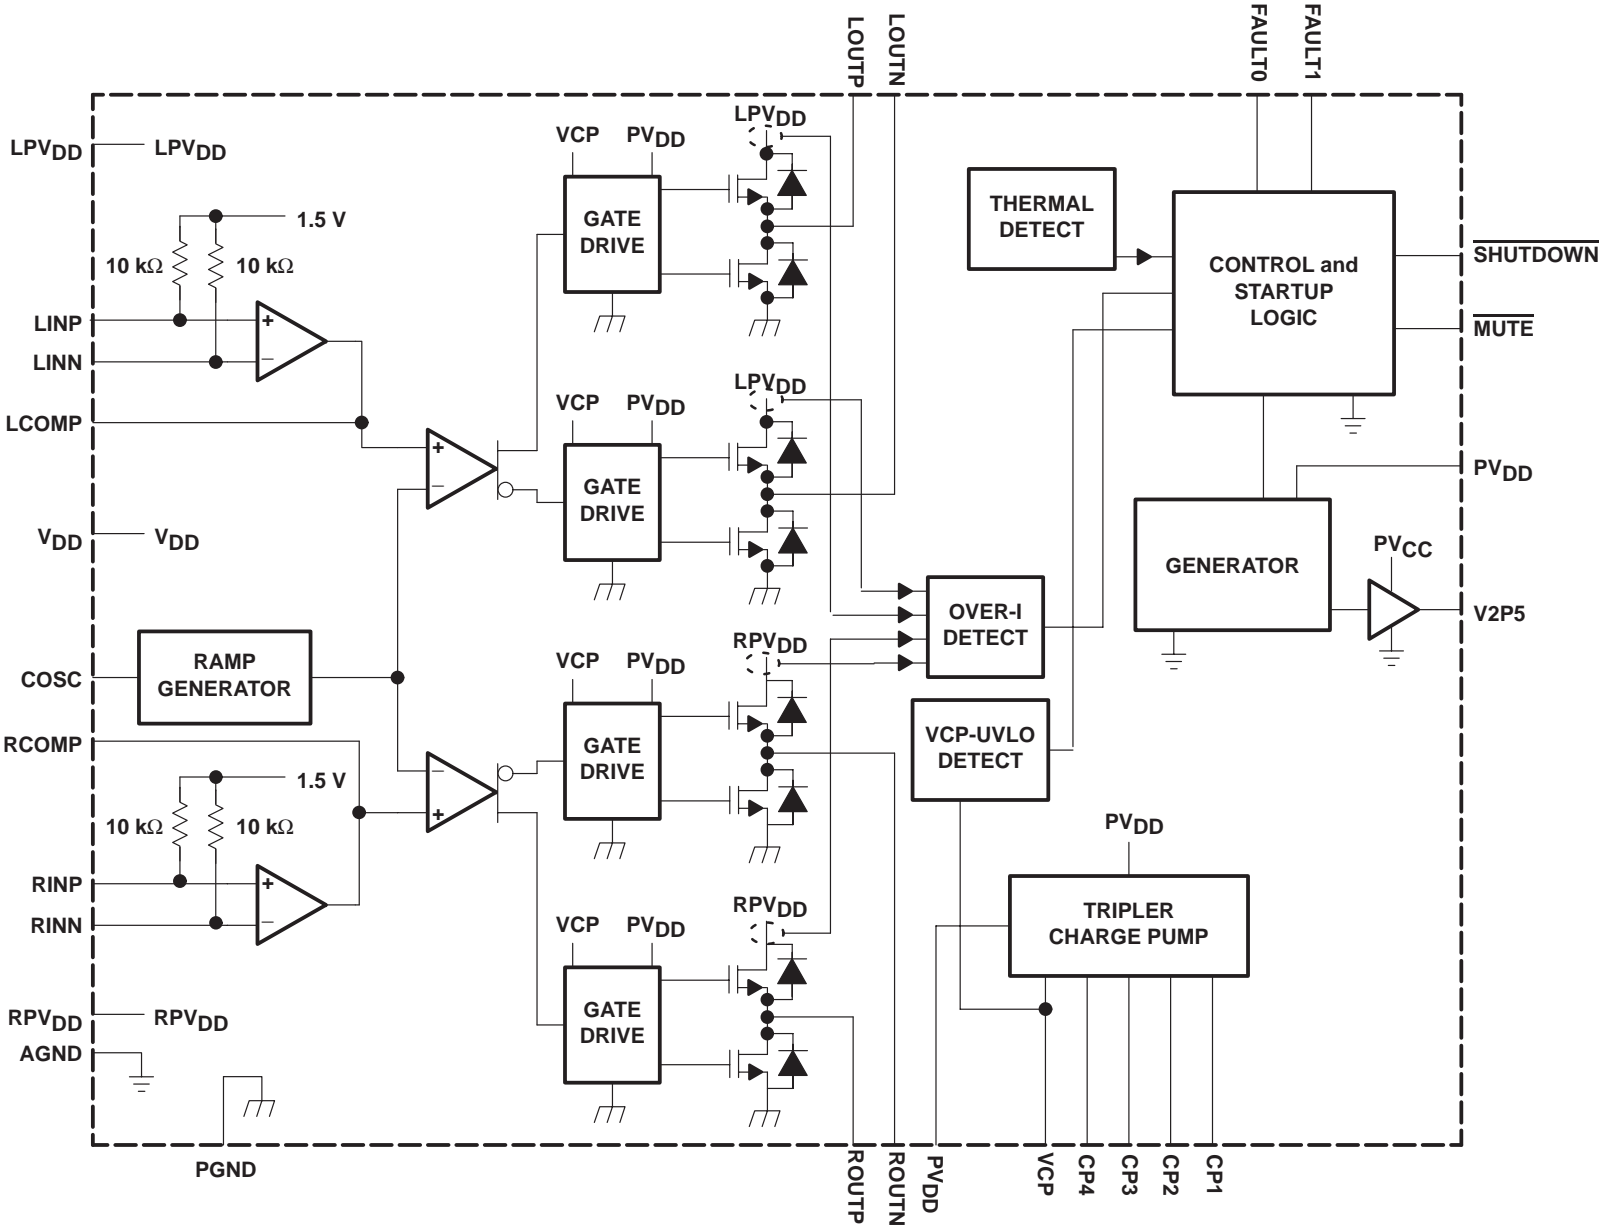 LOUTP
LOUTN
FAULT0
FAULT1
LPVDD
LPVDD
1.5 V
10 kΩ
10 kΩ
LINP
+
LINN
–
LCOMP
VCP
PVDD
LPVDD
GATE
DRIVE
VCP
PVDD
LPVDD
+
–
GATE
DRIVE
VDD
VDD
THERMAL
DETECT
CONTROL and
STARTUP
LOGIC
SHUTDOWN
MUTE
PVDD
GENERATOR
PVCC
V2P5
OVER-I
DETECT
COSC
RAMP
GENERATOR
VCP
PVDD
RPVDD
GATE
DRIVE
VCP-UVLO
DETECT
RCOMP
1.5 V
10 kΩ
10 kΩ
–
+
RINP
+
RINN
–
VCP
PVDD
RPVDD
GATE
DRIVE
PVDD
TRIPLER
CHARGE PUMP
RPVDD
RPVDD
AGND
PGND
ROUTP
ROUTN
PVDD
VCP
CP4
CP3
CP2
CP1